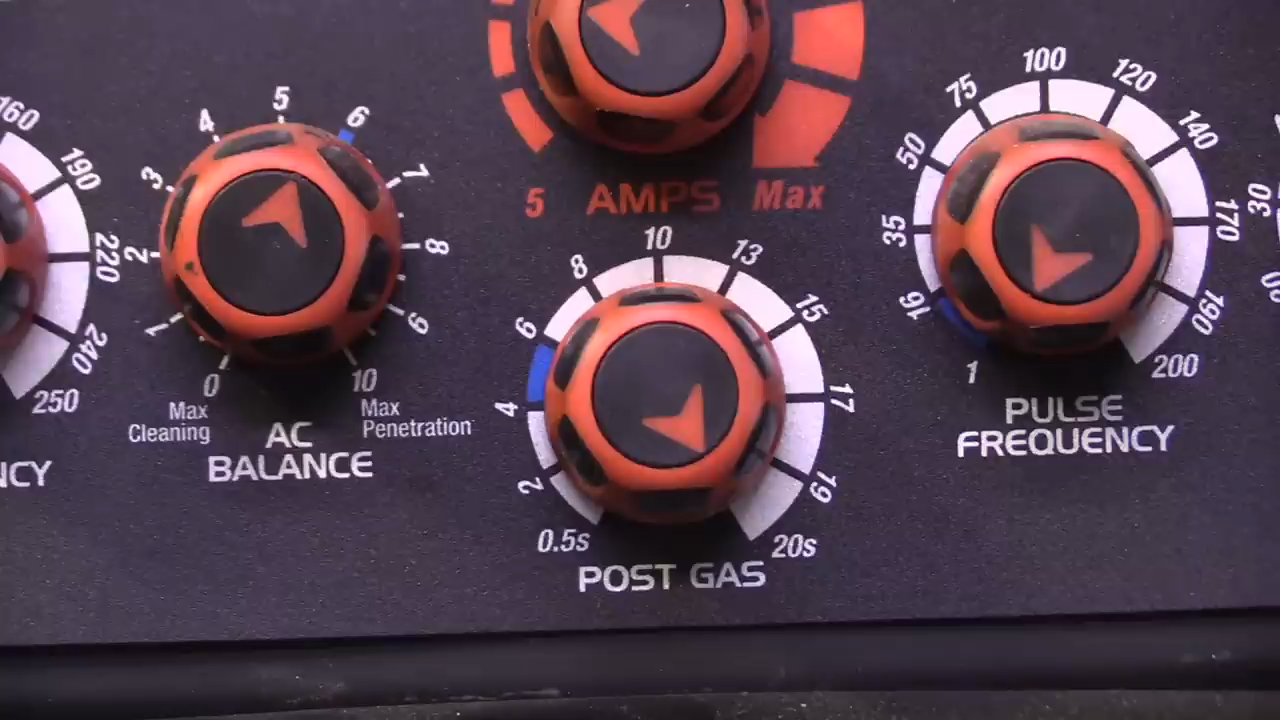 160
190
220
240
250
NCY
0
1
2
3
4
5
6
7
8
9
10
Max
Cleaning
Max
Penetration
AC
BALANCE
5
AMPS
Max
0.5s
2
4
6
8
10
13
15
17
19
20s
POST GAS
1
16
35
50
75
100
120
140
170
190
200
PULSE
FREQUENCY
30